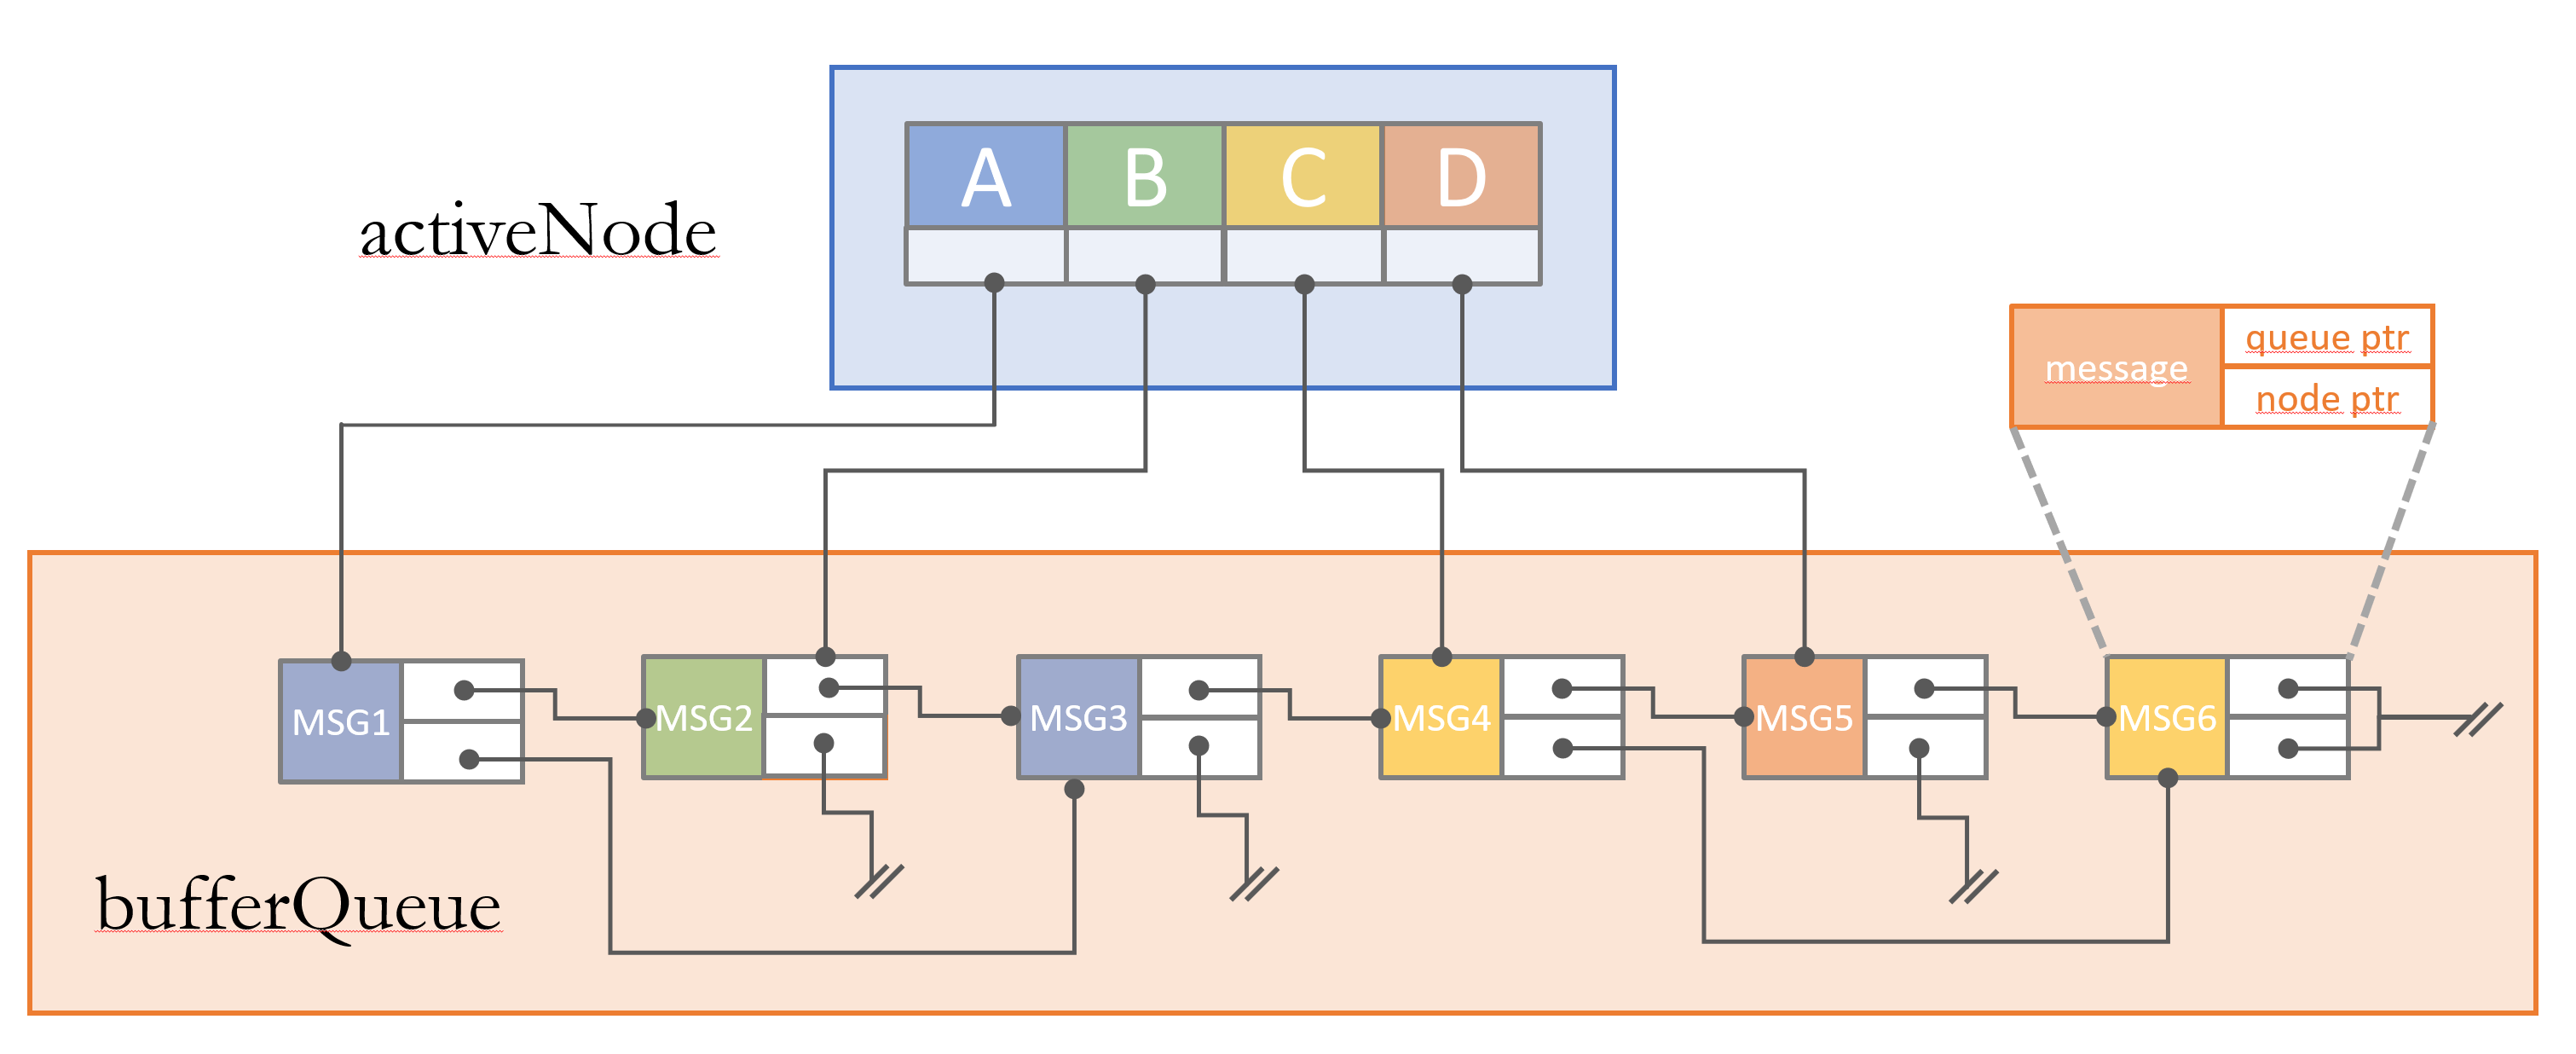 A B C D
activeNode
queue ptr
message
node ptr
MSG1 MSG2 MSG3 MSG4 MSG5 MSG6
bufferQueue